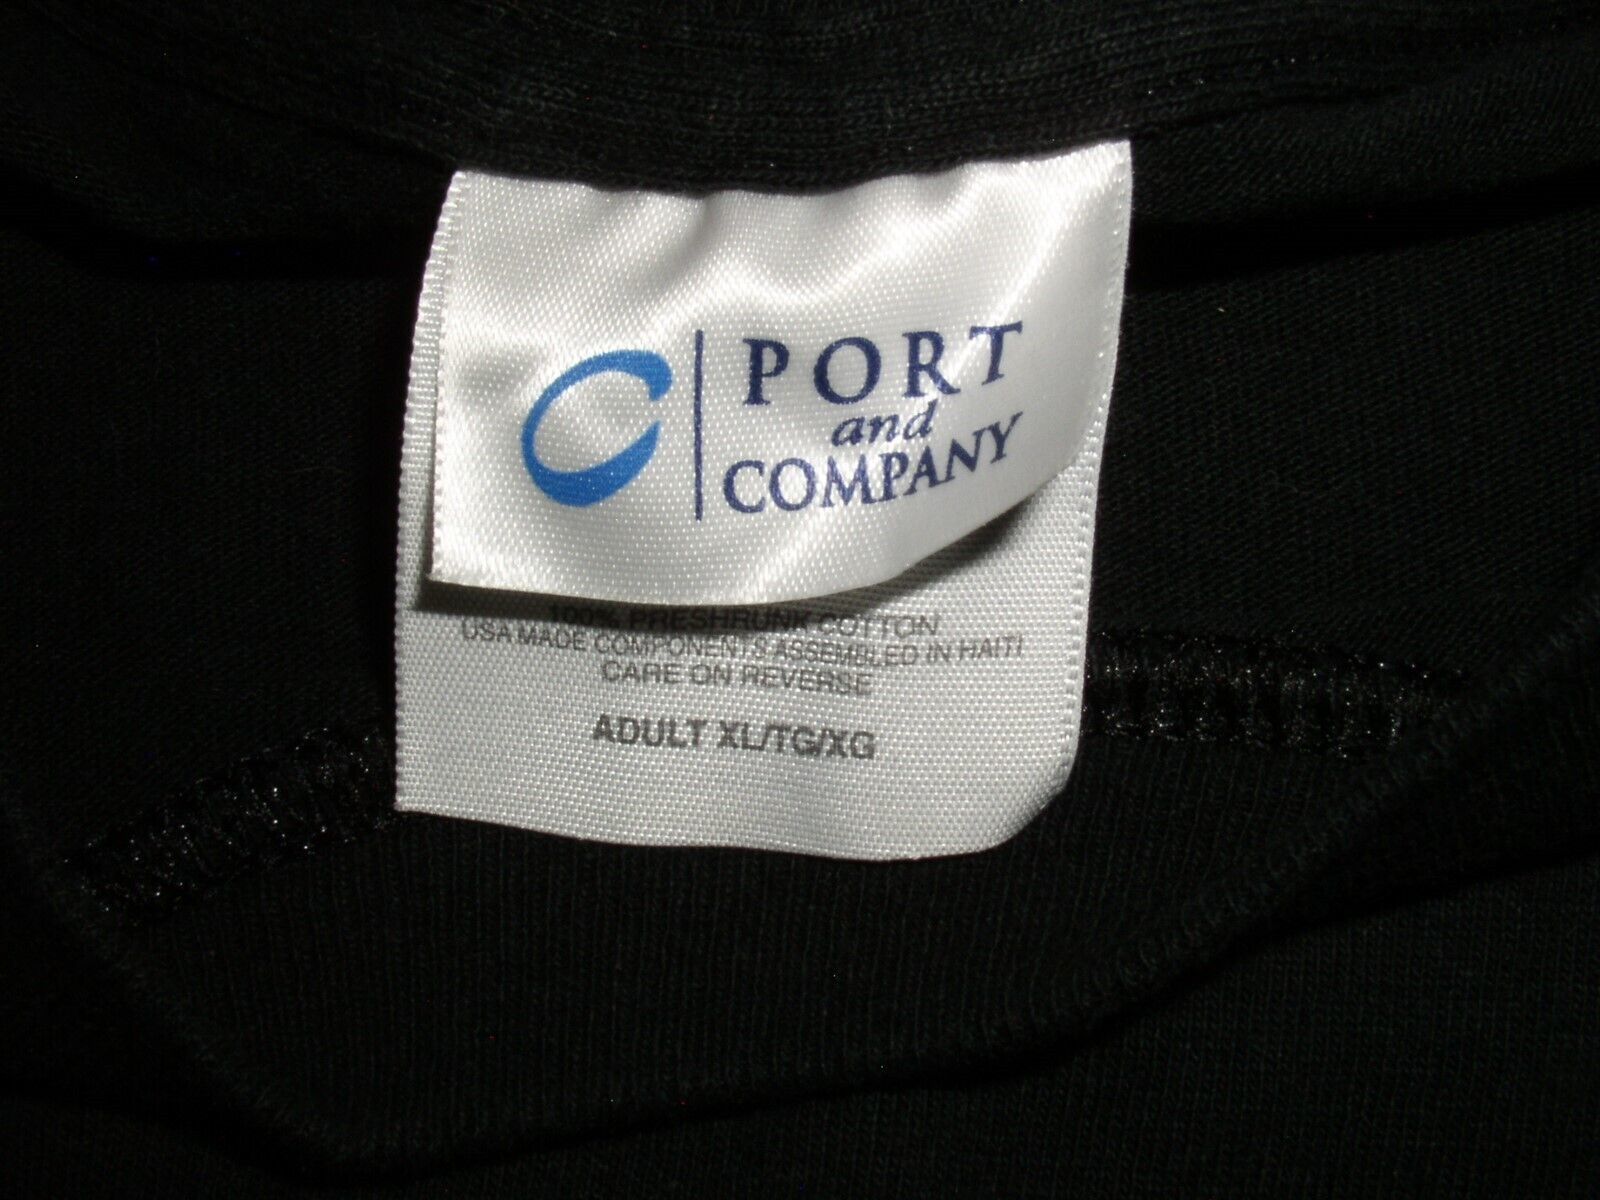 PORT
and
COMPANY
100% PRESHRUNK COTTON
USA MADE COMPONENTS ASSEMBLED IN HAITI
CARE ON REVERSE
ADULT XL/TG/XG